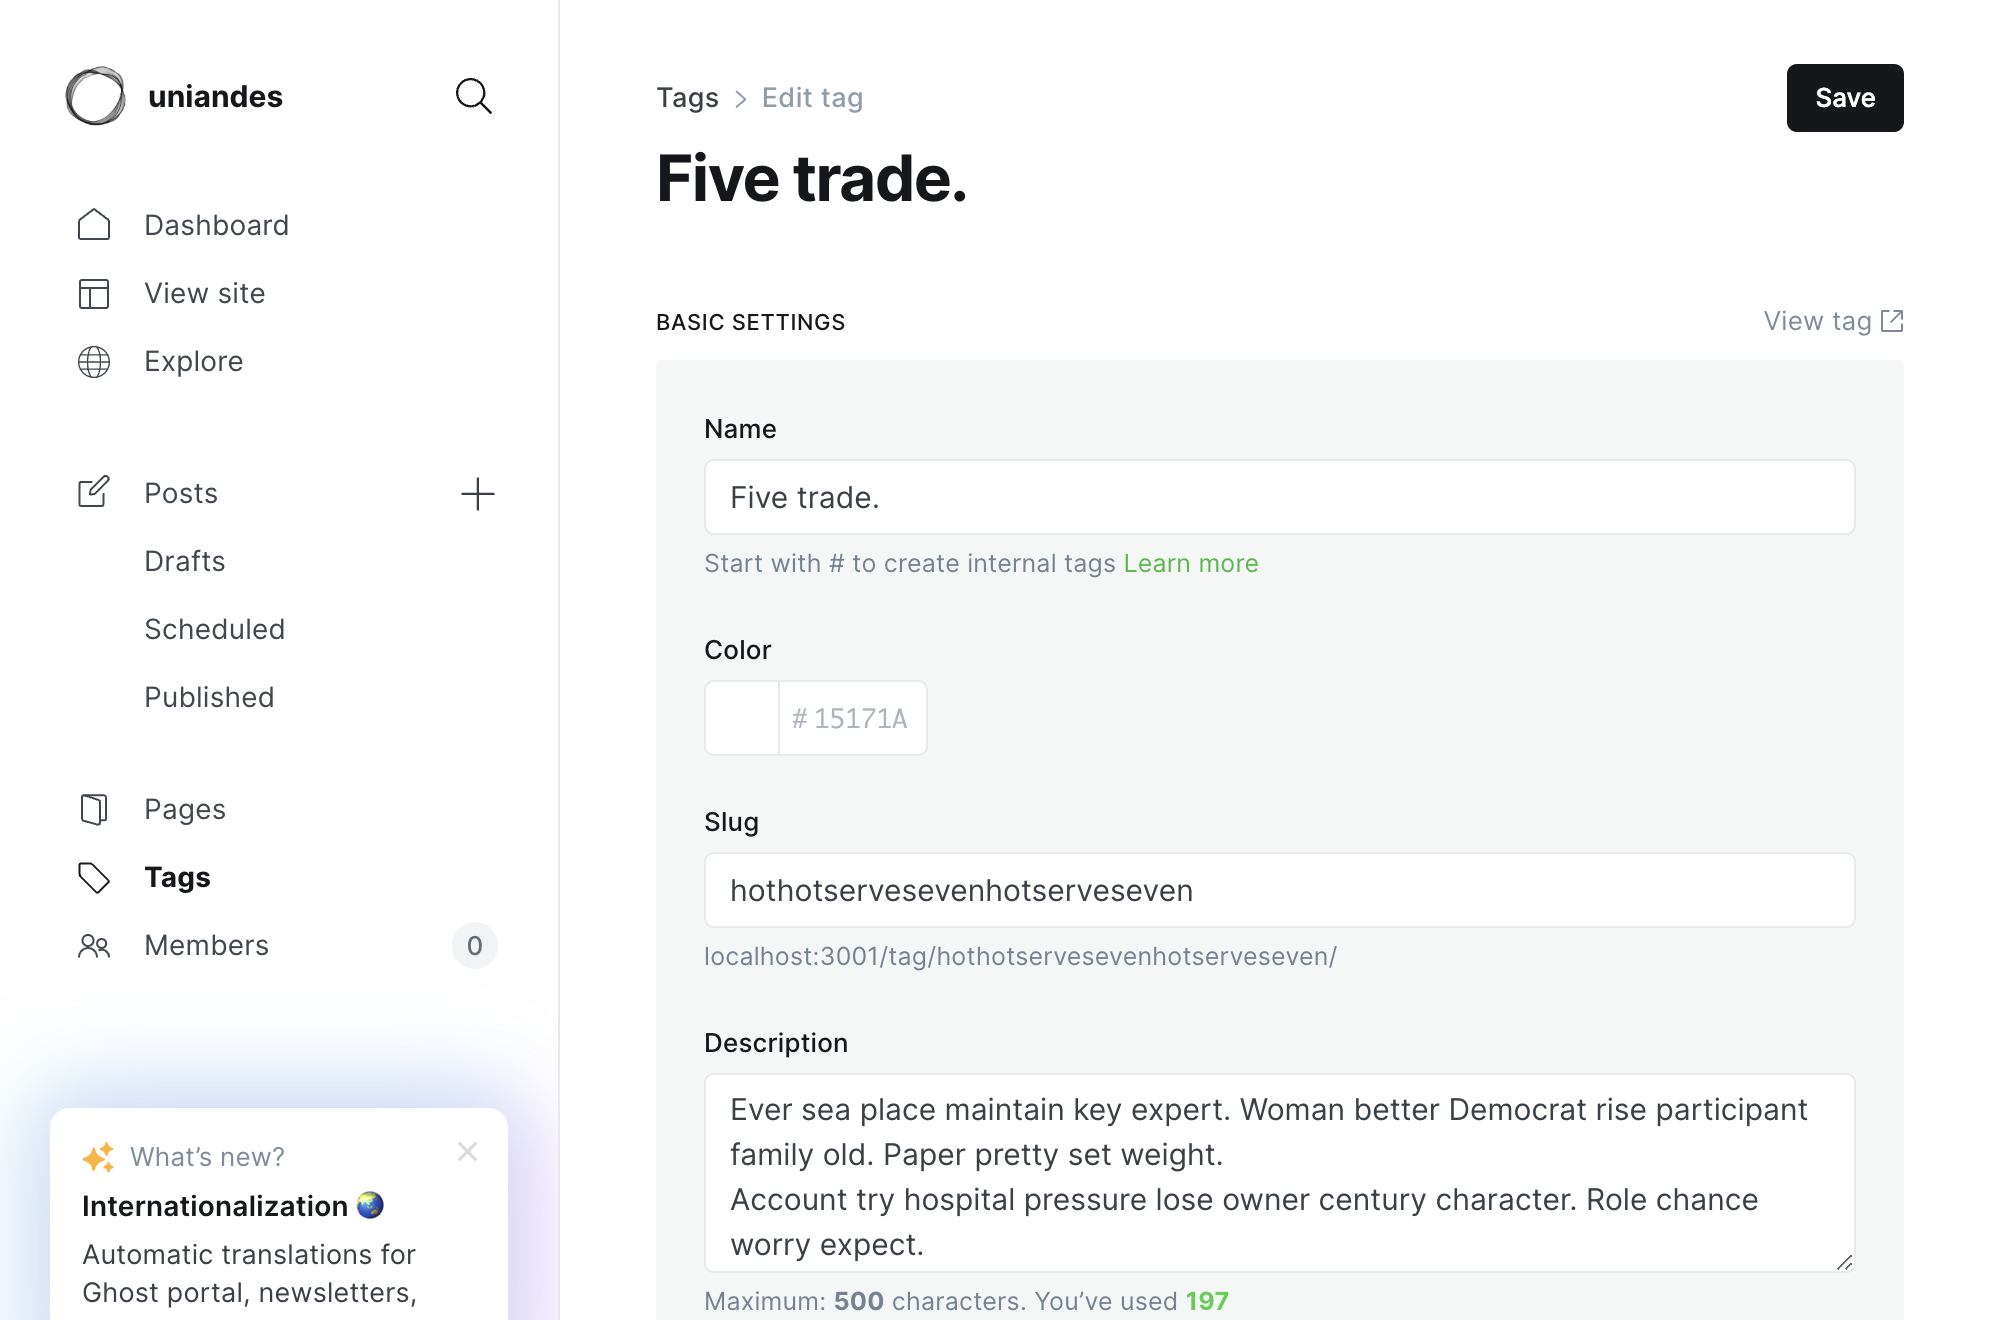 uniandes
Dashboard
View site
Explore
Posts
Drafts
Scheduled
Published
Pages
Tags
Members
0
What’s new?
Internationalization 🌏
Automatic translations for
Ghost portal, newsletters,
Tags > Edit tag
Save
Five trade.
BASIC SETTINGS
View tag
Name
Five trade.
Start with # to create internal tags Learn more
Color
# 15171A
Slug
hothotservesevenhotserveseven
localhost:3001/tag/hothotservesevenhotserveseven/
Description
Ever sea place maintain key expert. Woman better Democrat rise participant
family old. Paper pretty set weight.
Account try hospital pressure lose owner century character. Role chance
worry expect.
Maximum: 500 characters. You’ve used 197